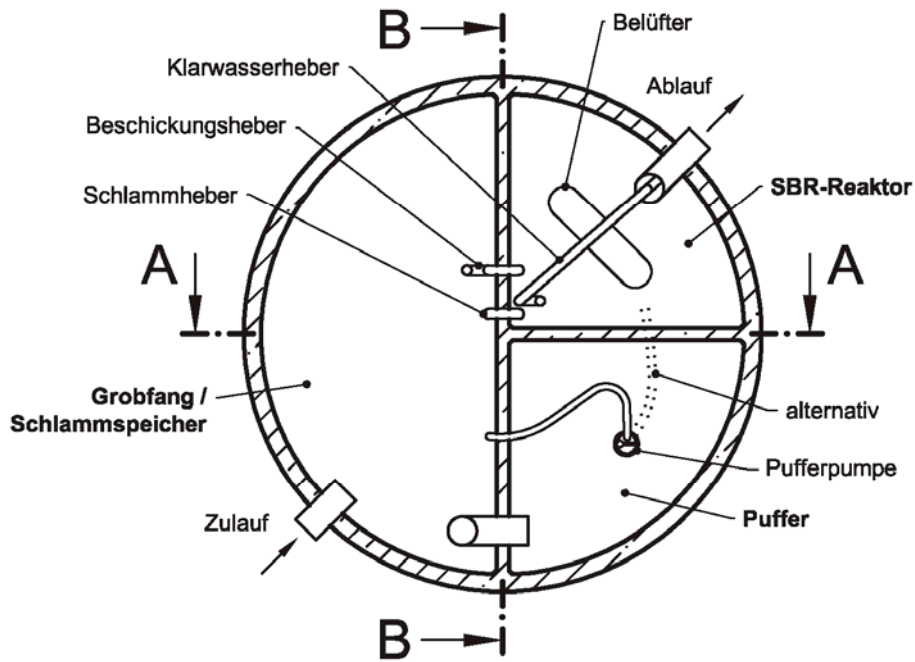 B
Belüfter
Klarwasserheber
Ablauf
Beschickungsheber
Schlammheber
SBR-Reaktor
A
A
Grobfang /
Schlammspeicher
alternativ
Pufferpumpe
Zulauf
Puffer
B